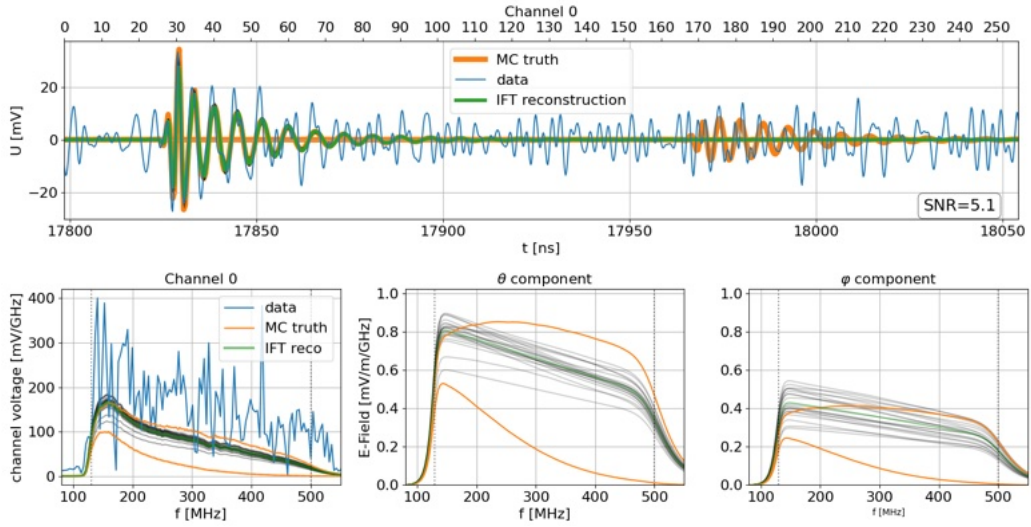 Channel 0
0 10 20 30 40 50 60 70 80 90 100 110 120 130 140 150 160 170 180 190 200 210 220 230 240 250
MC truth
data
IFT reconstruction
U [mV]
20
0
−20
SNR=5.1
17800 17850 17900 17950 18000 18050
t [ns]
Channel 0
channel voltage [mV/GHz]
400
300
200
100
0
data
MC truth
IFT reco
100 200 300 400 500
f [MHz]
θ component
E-Field [mV/m/GHz]
1.0
0.8
0.6
0.4
0.2
0.0
100 200 300 400 500
f [MHz]
φ component
1.0
0.8
0.6
0.4
0.2
0.0
100 200 300 400 500
f [MHz]